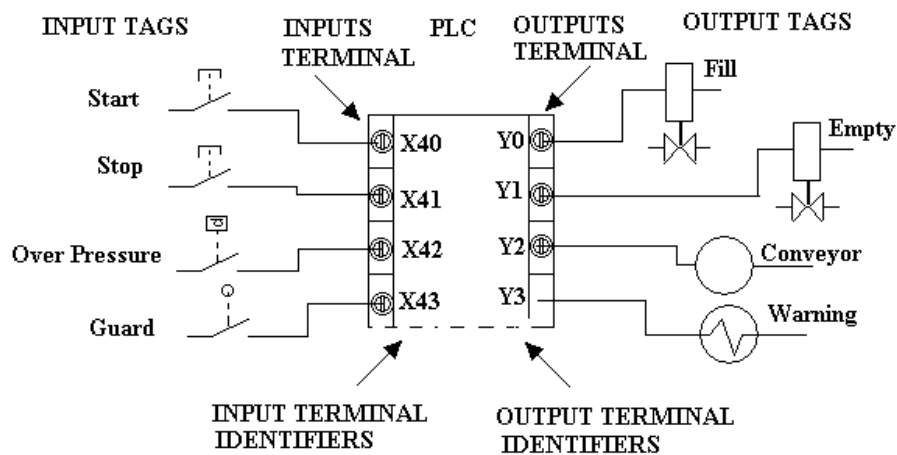 INPUT TAGS
INPUTS
TERMINAL
PLC
OUTPUTS
TERMINAL
OUTPUT TAGS
Start
Stop
Over Pressure
Guard
P
X40
X41
X42
X43
Y0
Y1
Y2
Y3
Fill
Empty
Conveyor
Warning
INPUT TERMINAL
IDENTIFIERS
OUTPUT TERMINAL
IDENTIFIERS